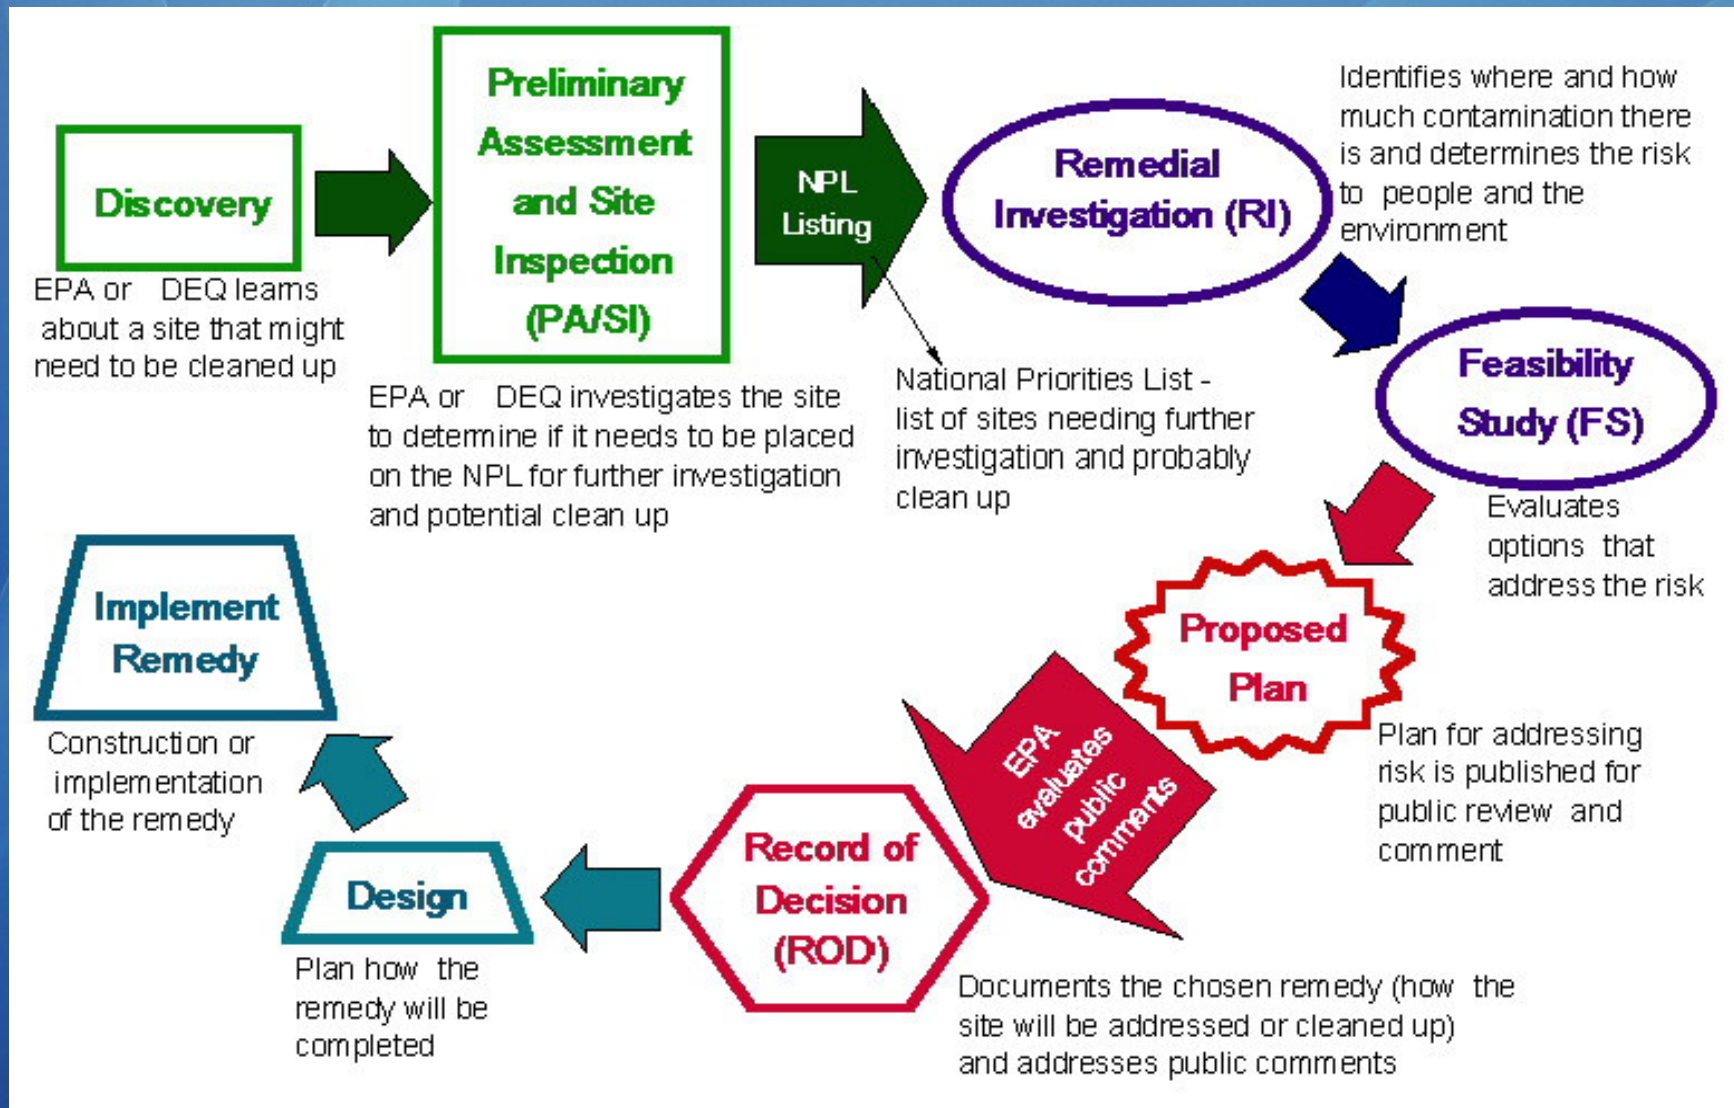 Discovery
EPA or DEQ learns
about a site that might
need to be cleaned up
Preliminary
Assessment
and Site
Inspection
(PA/SI)
EPA or DEQ investigates the site
to determine if it needs to be placed
on the NPL for further investigation
and potential clean up
NPL
Listing
National Priorities List -
list of sites needing further
investigation and probably
clean up
Remedial
Investigation (RI)
Identifies where and how
much contamination there
is and determines the risk
to people and the
environment
Feasibility
Study (FS)
Evaluates
options that
address the risk
Proposed
Plan
Plan for addressing
risk is published for
public review and
comment
EPA
evaluates
public
comments
Record of
Decision
(ROD)
Documents the chosen remedy (how the
site will be addressed or cleaned up)
and addresses public comments
Design
Plan how the
remedy will be
completed
Implement
Remedy
Construction or
implementation
of the remedy